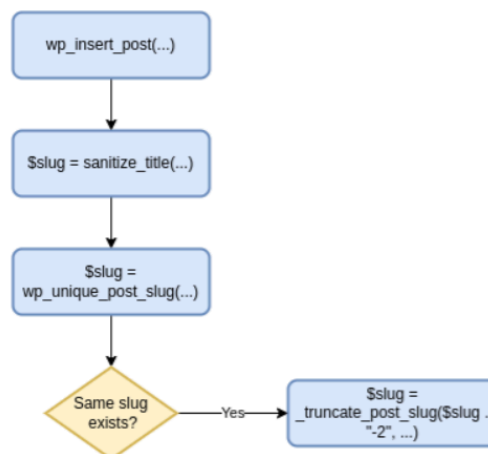 wp_insert_post(...)
$slug = sanitize_title(...)
$slug =
wp_unique_post_slug(...)
Same slug
exists?
Yes
$slug =
_truncate_post_slug($slug .
"-2", ...)